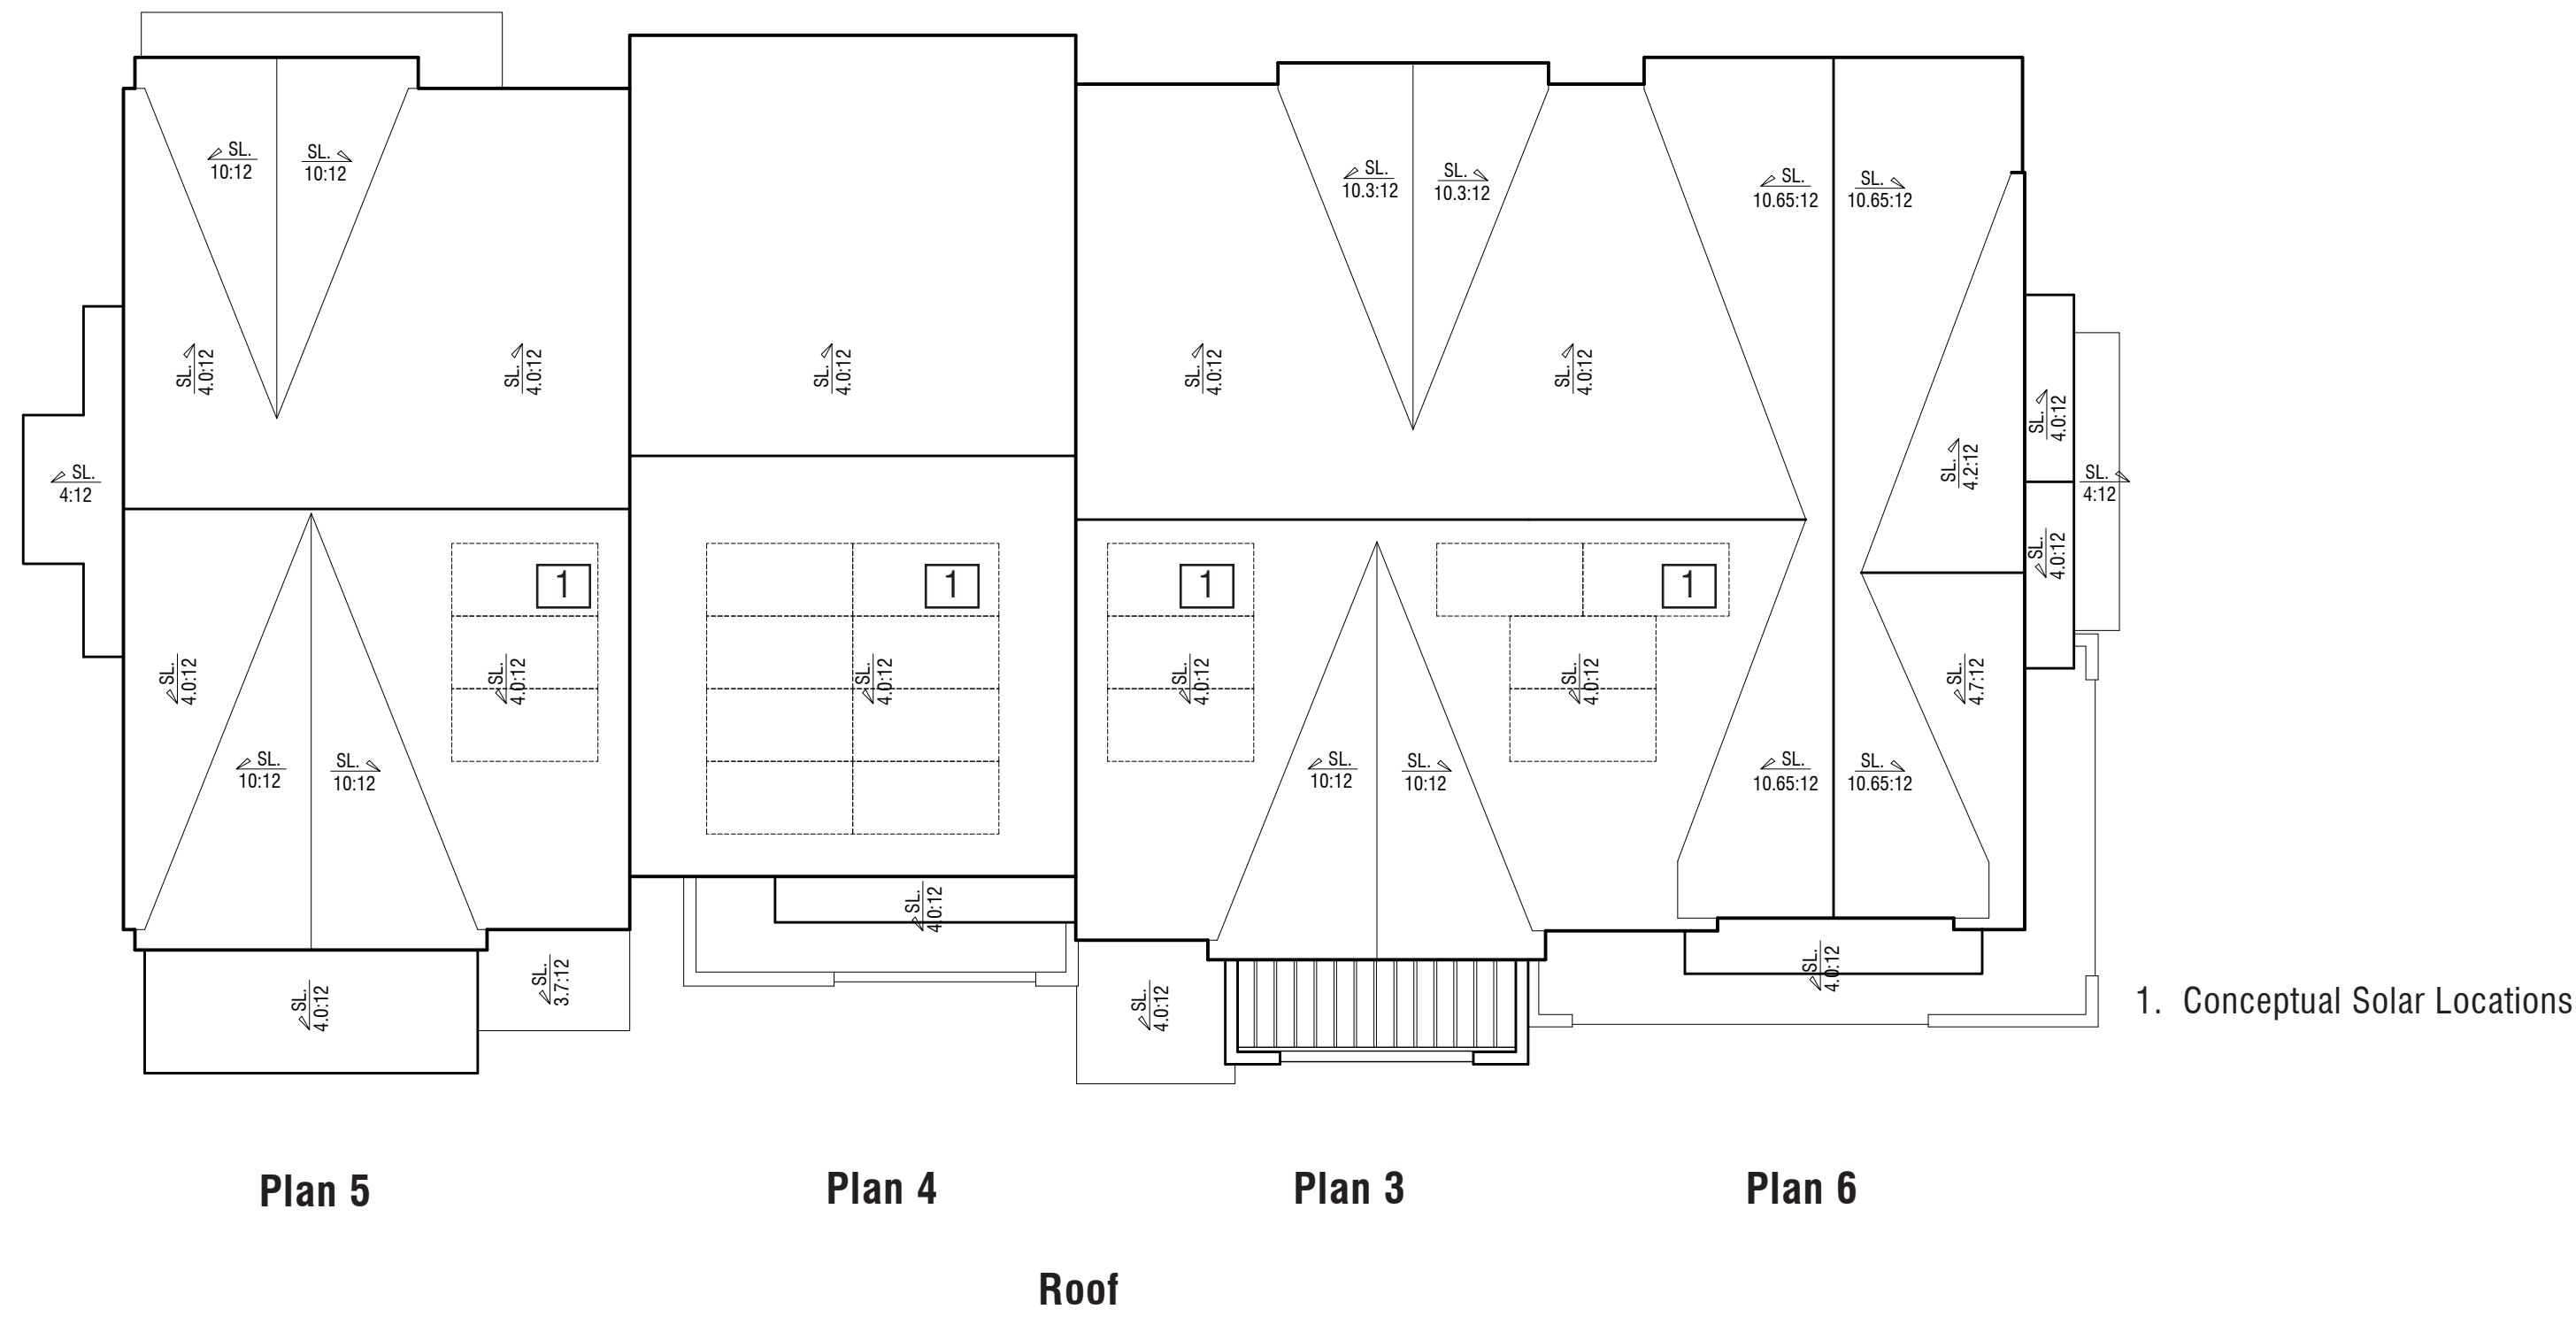 SL.
10:12
SL.
10:12
SL.
10.3:12
SL.
10.3:12
SL.
10.65:12
SL.
10.65:12
SL.
4.0:12
SL.
4.0:12
SL.
4.0:12
SL.
4.0:12
SL.
4.0:12
SL.
4.2:12
SL.
4.0:12
SL.
4:12
SL.
4:12
SL.
4.0:12
1
1
1
1
SL.
4.0:12
SL.
4.0:12
SL.
4.0:12
SL.
4.0:12
SL.
4.0:12
SL.
4.7:12
SL.
10:12
SL.
10:12
SL.
10:12
SL.
10:12
SL.
10.65:12
SL.
10.65:12
SL.
4.0:12
SL.
4.0:12
SL.
3.7:12
SL.
4.0:12
SL.
4.0:12
1. Conceptual Solar Locations
Plan 5
Plan 4
Plan 3
Plan 6
Roof